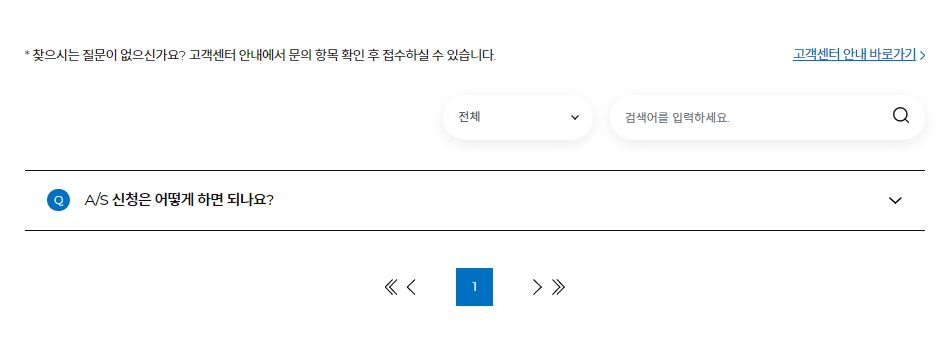 * 찾으시는 질문이 없으신가요? 고객센터 안내에서 문의 항목 확인 후 접수하실 수 있습니다. 고객센터 안내 바로가기
전체 검색어를 입력하세요.
Q A/S 신청은 어떻게 하면 되나요?
1